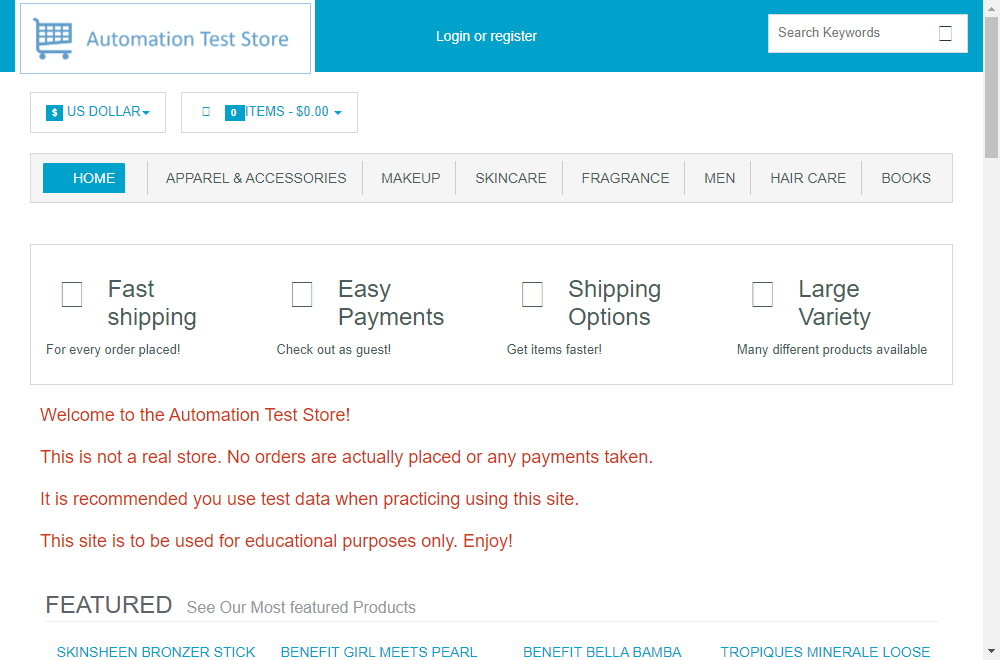 Automation Test Store
Login or register
Search Keywords
$ US DOLLAR
0 ITEMS - $0.00
HOME
APPAREL & ACCESSORIES
MAKEUP
SKINCARE
FRAGRANCE
MEN
HAIR CARE
BOOKS
Fast
shipping
For every order placed!
Easy
Payments
Check out as guest!
Shipping
Options
Get items faster!
Large
Variety
Many different products available
Welcome to the Automation Test Store!
This is not a real store. No orders are actually placed or any payments taken.
It is recommended you use test data when practicing using this site.
This site is to be used for educational purposes only. Enjoy!
FEATURED See Our Most featured Products
SKINSHEEN BRONZER STICK
BENEFIT GIRL MEETS PEARL
BENEFIT BELLA BAMBA
TROPIQUES MINERALE LOOSE